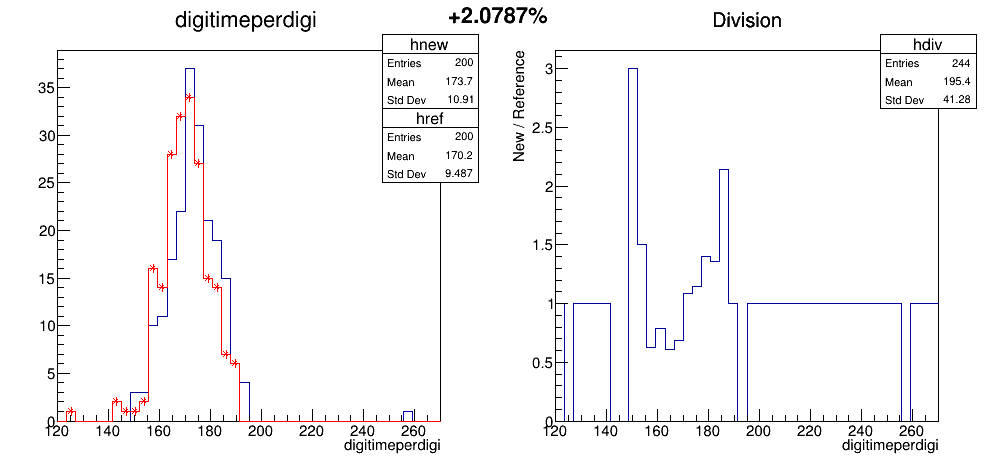 digitimeperdigi
+2.0787%
Division
hnew
Entries 200
Mean 173.7
Std Dev 10.91
href
Entries 200
Mean 170.2
Std Dev 9.487
35
30
25
20
15
10
5
0
120 140 160 180 200 220 240 260
digitimeperdigi
hdiv
Entries 244
Mean 195.4
Std Dev 41.28
New / Reference
3
2.5
2
1.5
1
0.5
0
120 140 160 180 200 220 240 260
digitimeperdigi